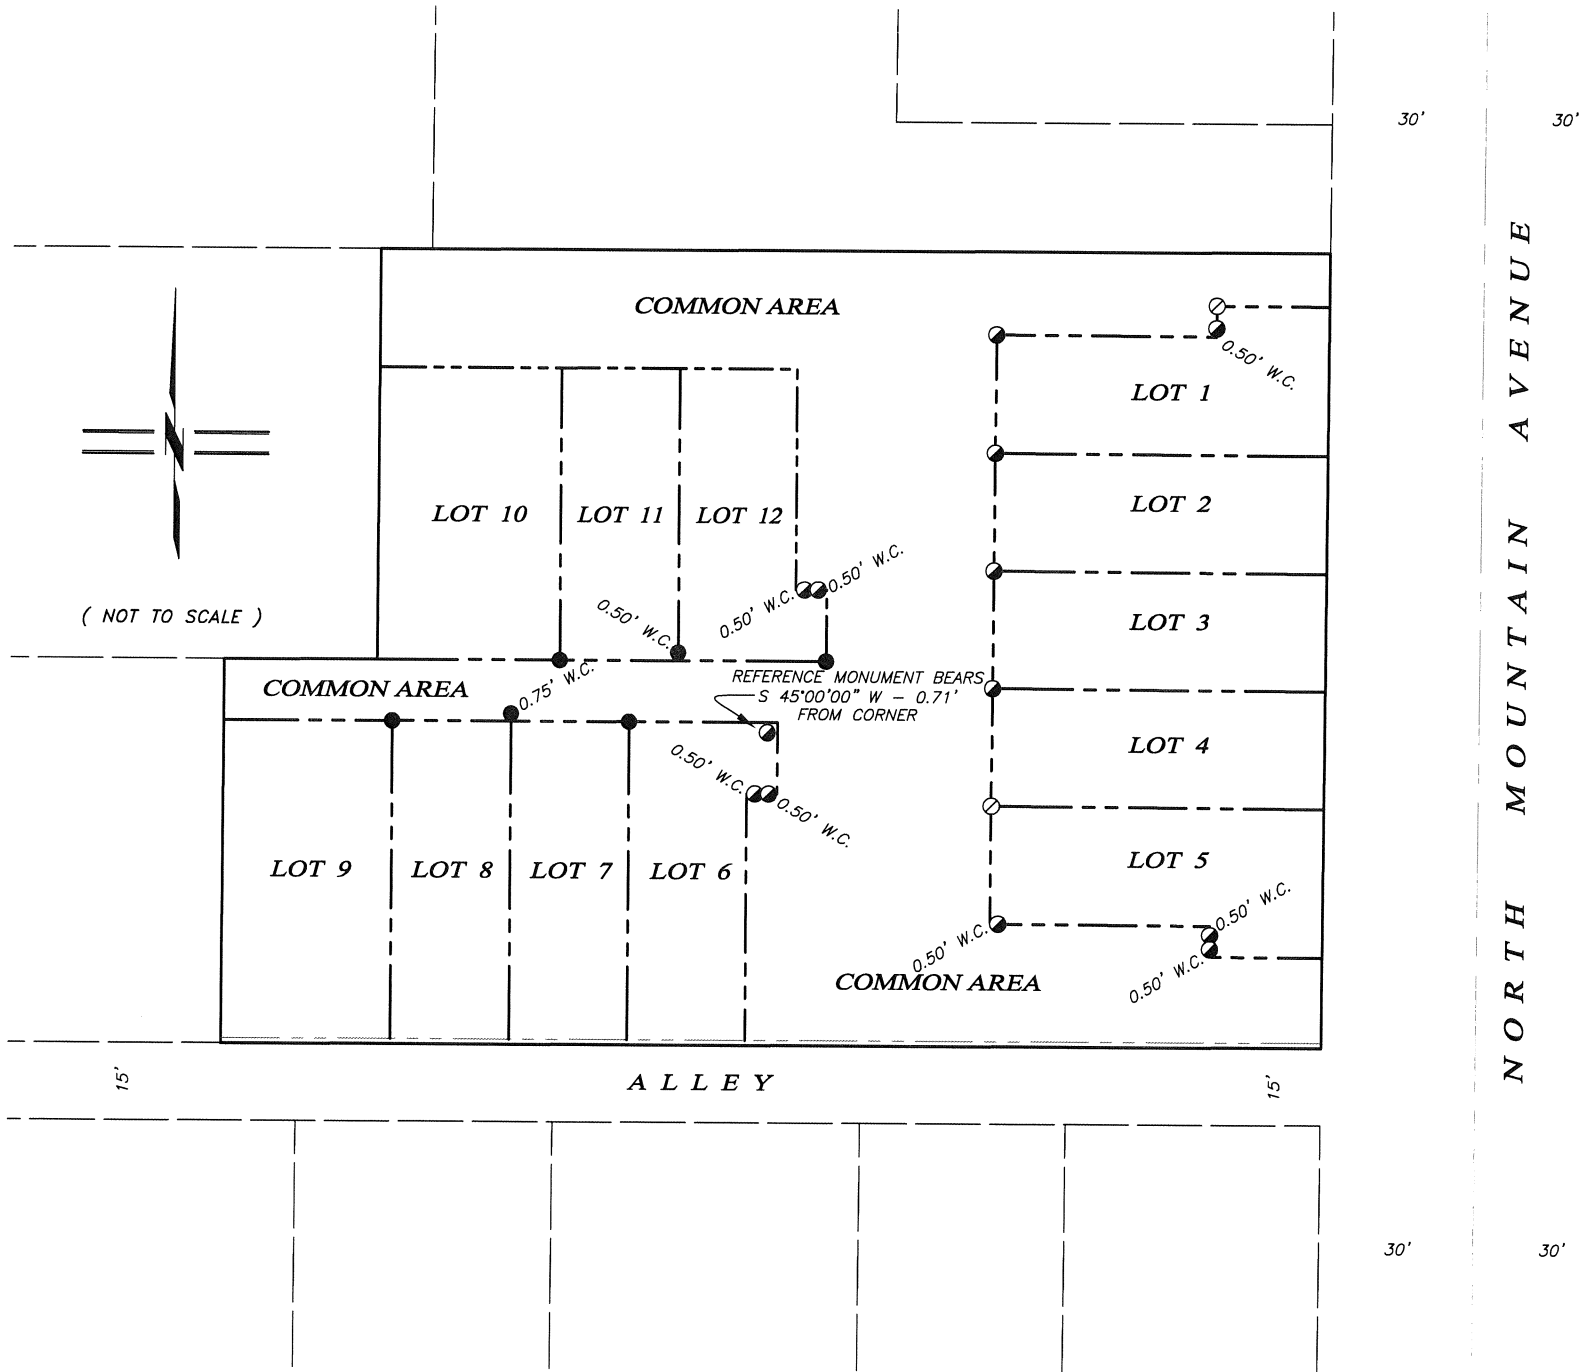 30'
30'
COMMON AREA
0.50' W.C.
LOT 1
LOT 2
LOT 10
LOT 11
LOT 12
0.50' W.C.
0.50' W.C.
0.50' W.C.
( NOT TO SCALE )
LOT 3
COMMON AREA
0.75' W.C.
REFERENCE MONUMENT BEARS
S 45°00'00" W – 0.71'
FROM CORNER
LOT 4
0.50' W.C.
0.50' W.C.
LOT 9
LOT 8
LOT 7
LOT 6
LOT 5
0.50' W.C.
0.50' W.C.
0.50' W.C.
COMMON AREA
NORTH MOUNTAIN AVENUE
15'
ALLEY
15'
30'
30'